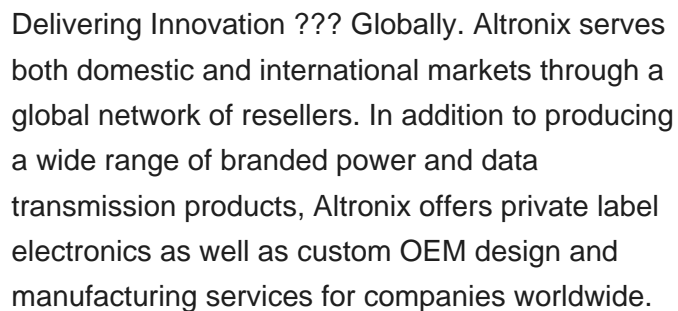 Delivering Innovation ??? Globally. Altronix serves
both domestic and international markets through a
global network of resellers. In addition to producing
a wide range of branded power and data
transmission products, Altronix offers private label
electronics as well as custom OEM design and
manufacturing services for companies worldwide.